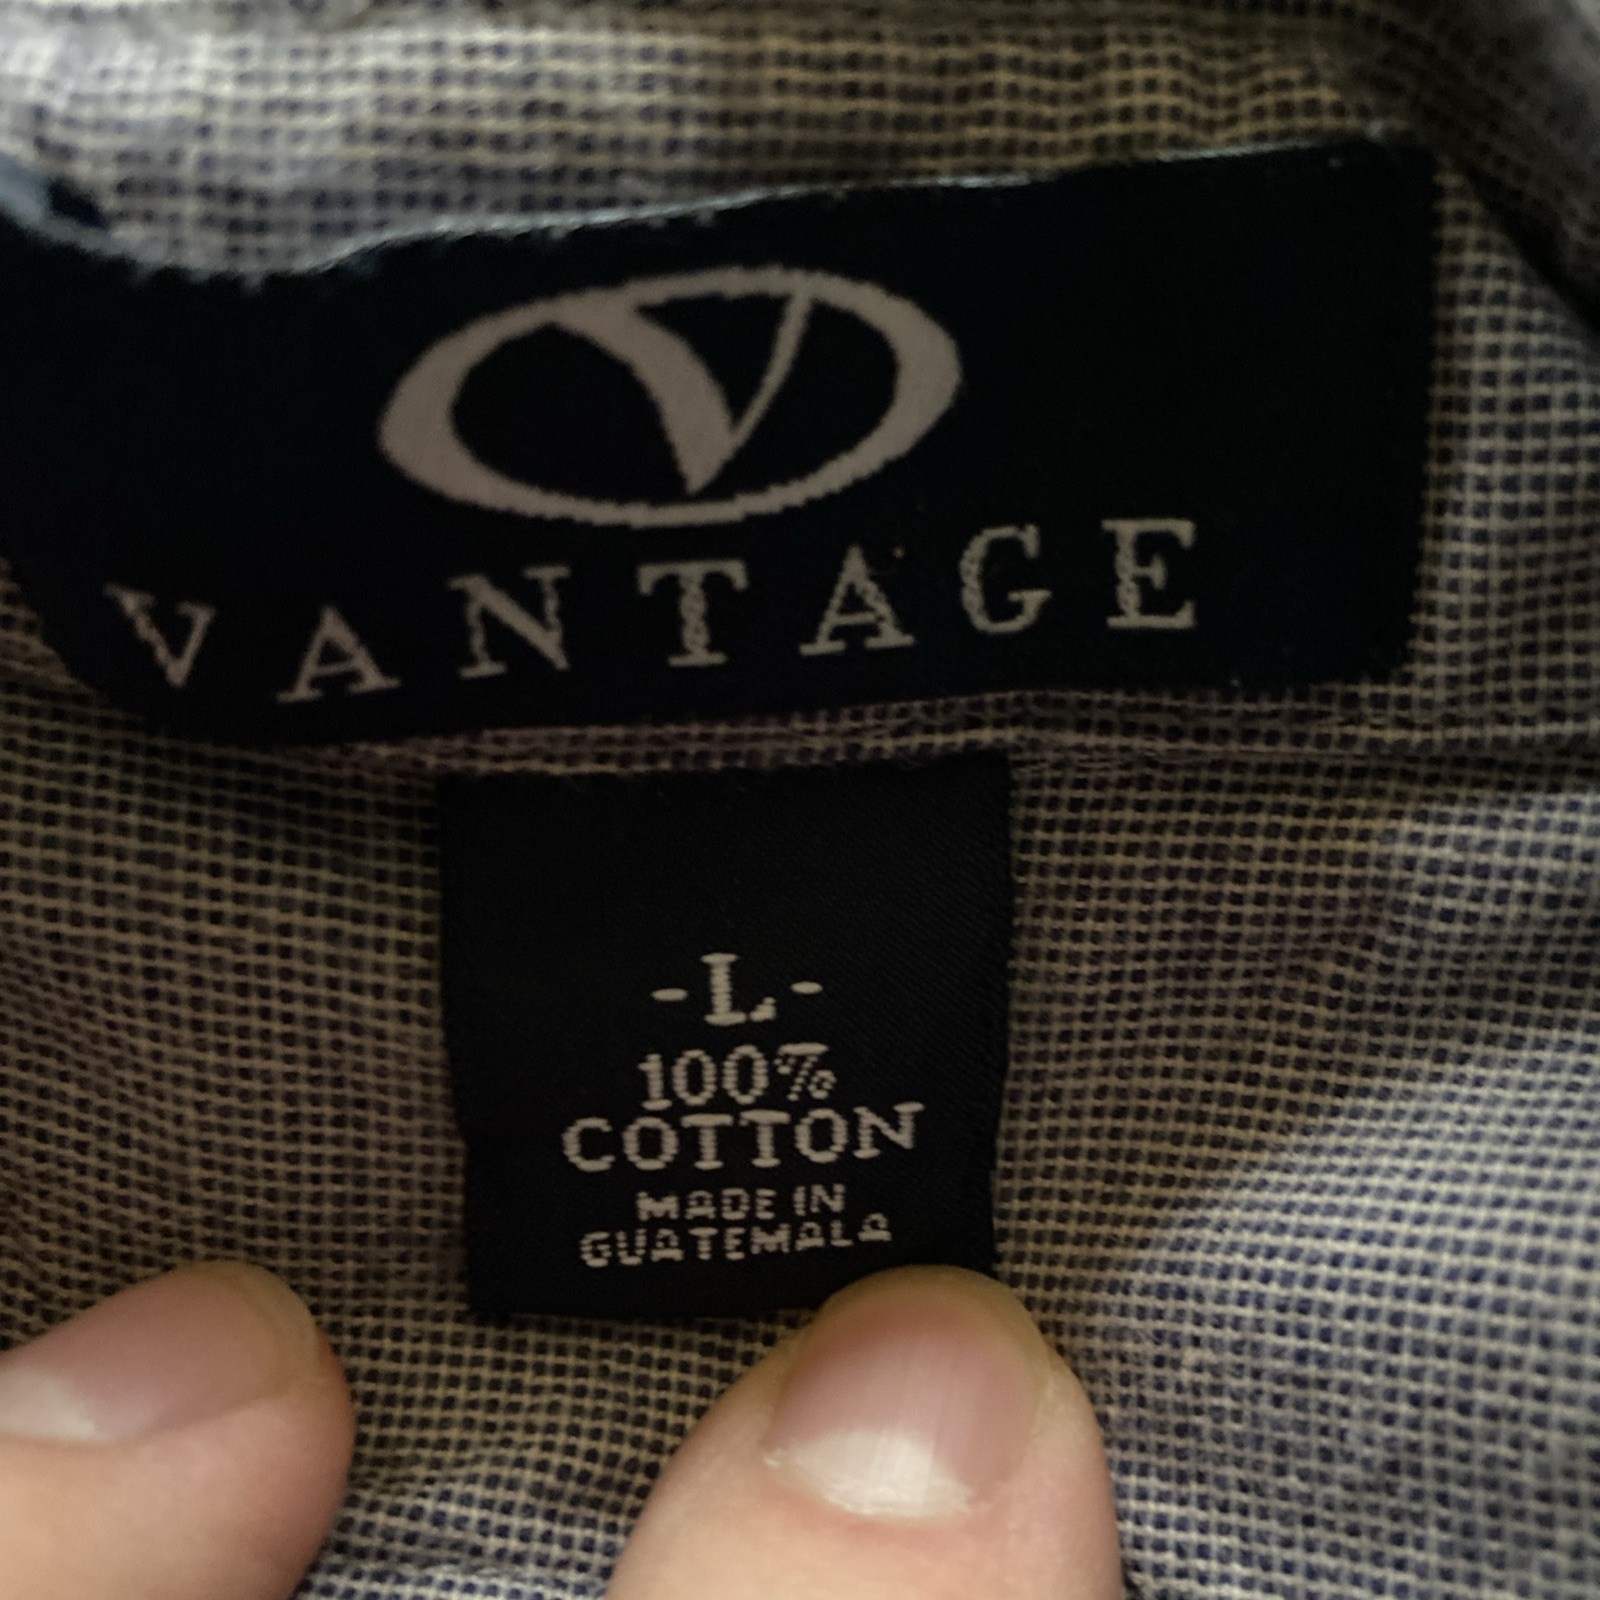 V
VANTAGE
-L-
100%
COTTON
MADE IN
GUATEMALA